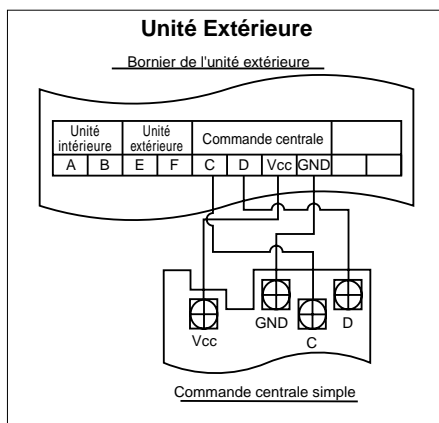 Unité Extérieure
Bornier de l'unité extérieure
Unité intérieure
Unité extérieure
Commande centrale
A B E F C D Vcc GND
Vcc
GND
C
D
Commande centrale simple